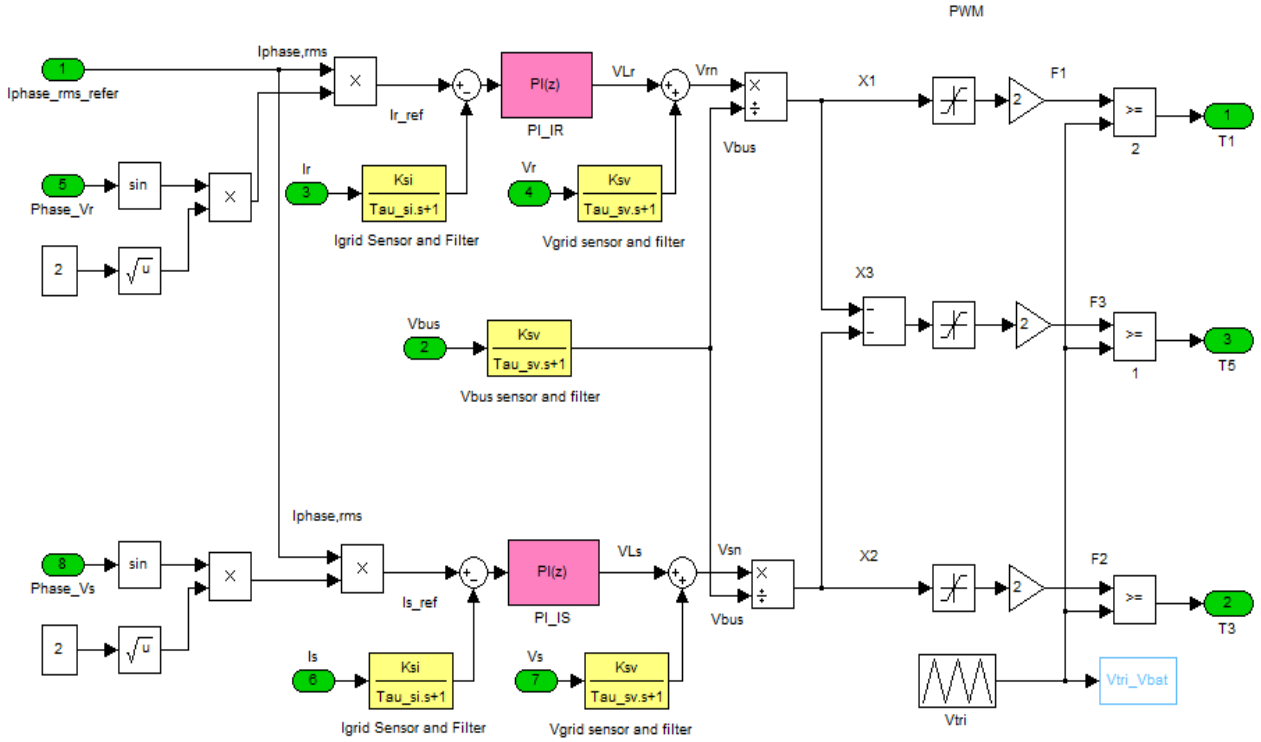 PWM
Iphase,rms
1
Iphase_rms_refer
×
Ir_ref
+
-
PI(z)
PI_IR
VLr
+
+
Vrn
×
÷
Vbus
X1
2
F1
>=
2
1
T1
5
Phase_Vr
sin
×
2
√u
Ir
3
Ksi
Tau_si.s+1
Igrid Sensor and Filter
Vr
4
Ksv
Tau_sv.s+1
Vgrid sensor and filter
X3
-
-
2
F3
>=
1
3
T5
Vbus
2
Ksv
Tau_sv.s+1
Vbus sensor and filter
Iphase,rms
8
Phase_Vs
sin
×
2
√u
×
Is_ref
+
-
PI(z)
PI_IS
VLs
+
+
Vsn
×
÷
Vbus
X2
2
F2
>=
2
T3
Is
6
Ksi
Tau_si.s+1
Igrid Sensor and Filter
Vs
7
Ksv
Tau_sv.s+1
Vgrid sensor and filter
Vtri
Vtri_Vbat